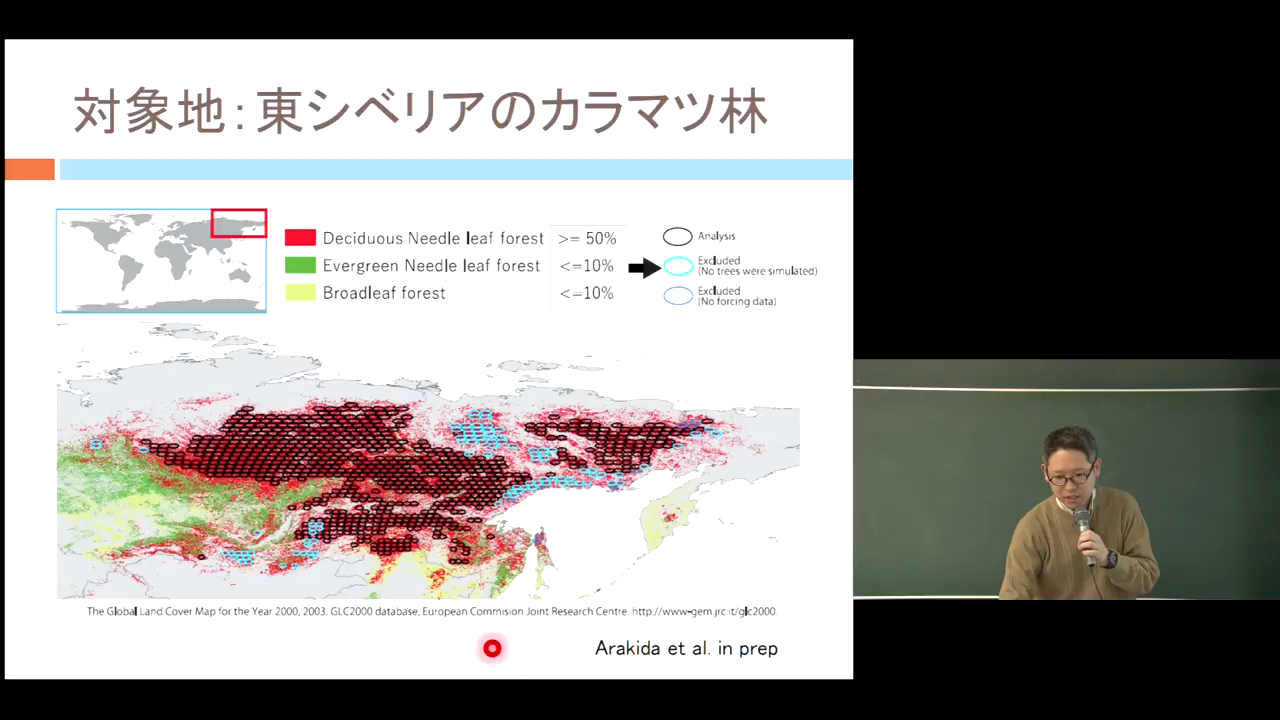 対象地：東シベリアのカラマツ林
Deciduous Needle leaf forest >= 50%
Evergreen Needle leaf forest <=10%
Broadleaf forest <=10%
Analysis
Excluded
(No trees were simulated)
Excluded
(No forcing data)
The Global Land Cover Map for the Year 2000, 2003. GLC2000 database, European Commision Joint Research Centre. http://www-gem.jrc.it/glc2000.
Arakida et al. in prep